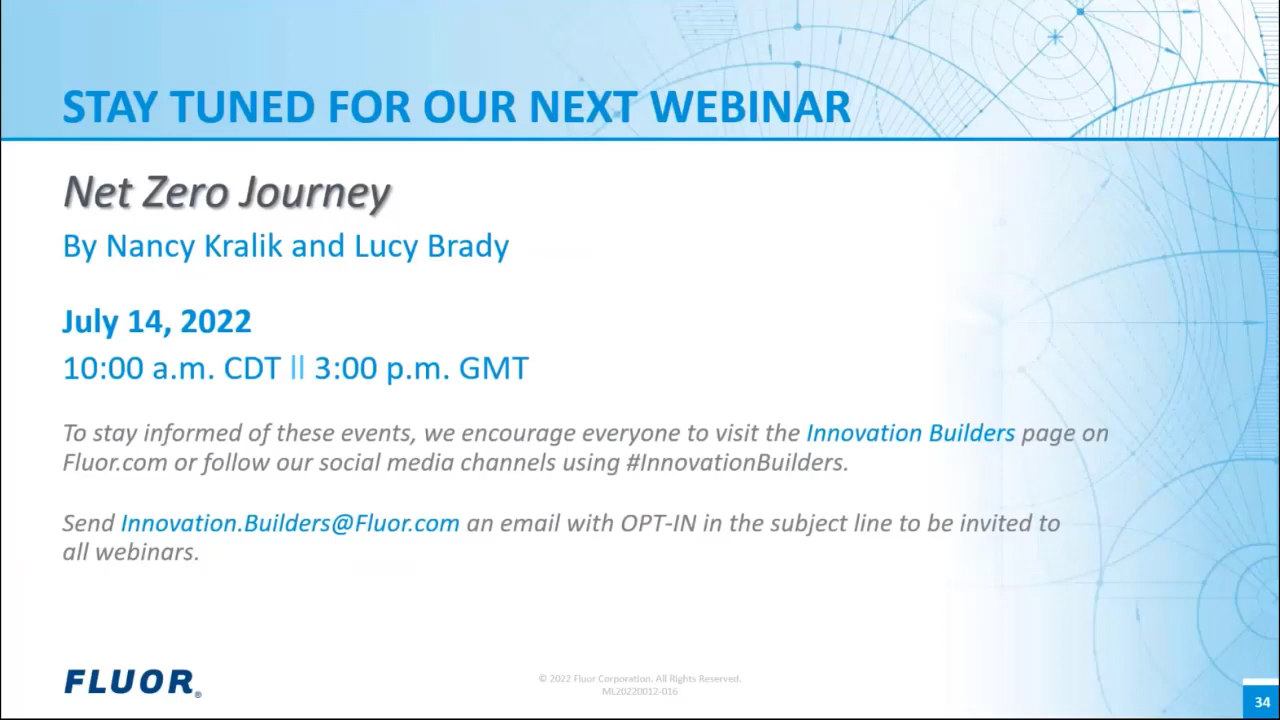 STAY TUNED FOR OUR NEXT WEBINAR
Net Zero Journey
By Nancy Kralik and Lucy Brady
July 14, 2022
10:00 a.m. CDT || 3:00 p.m. GMT
To stay informed of these events, we encourage everyone to visit the Innovation Builders page on
Fluor.com or follow our social media channels using #InnovationBuilders.
Send Innovation.Builders@Fluor.com an email with OPT-IN in the subject line to be invited to
all webinars.
FLUOR®
© 2022 Fluor Corporation. All Rights Reserved.
ML20220012-016
34